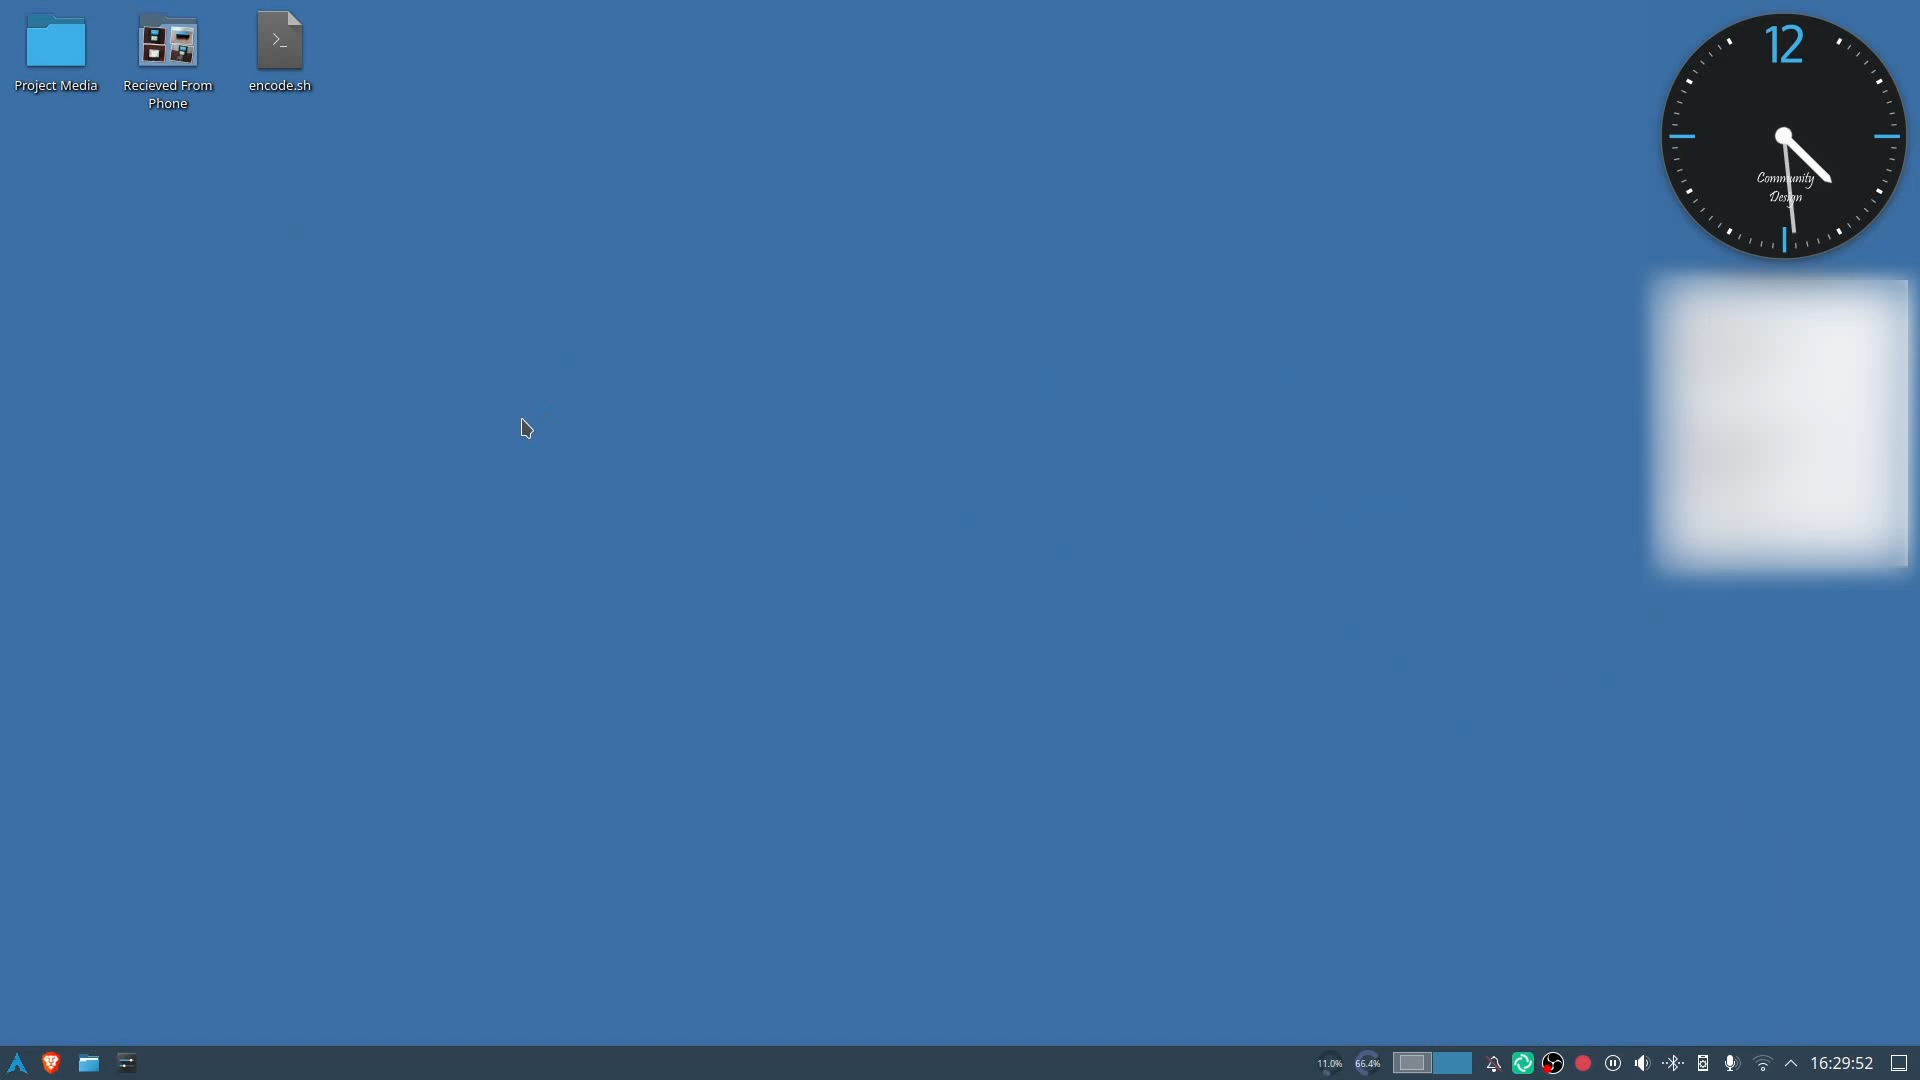 Project Media
Recieved From
Phone
encode.sh
12
Community
Design
11.0%
66.4%
16:29:52